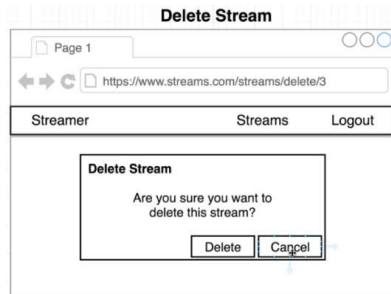 Delete Stream
Page 1
https://www.streams.com/streams/delete/3
Streamer Streams Logout
Delete Stream
Are you sure you want to
delete this stream?
Delete Cancel